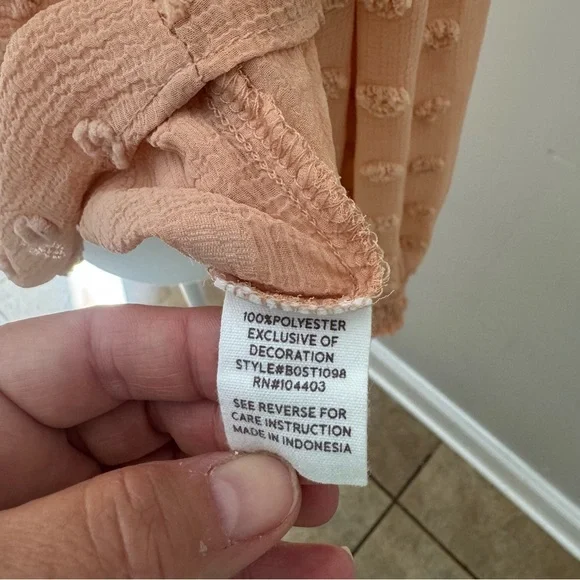 100%POLYESTER
EXCLUSIVE OF
DECORATION
STYLE#B0ST1098
RN#104403
SEE REVERSE FOR
CARE INSTRUCTION
MADE IN INDONESIA